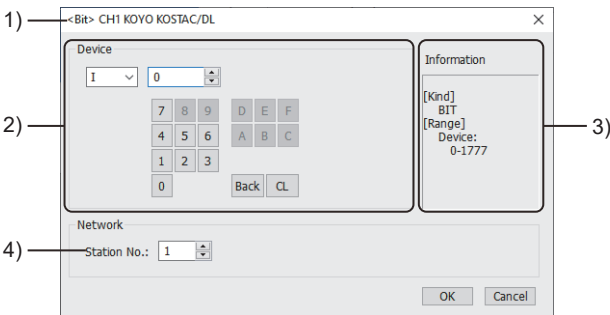 1) <Bit> CH1 KOYO KOSTAC/DL
Device
I 0
7 8 9 D E F
4 5 6 A B C
1 2 3
0 Back CL
2)
Information
[Kind]
BIT
[Range]
Device:
0-1777
3)
Network
4) Station No.: 1
OK Cancel